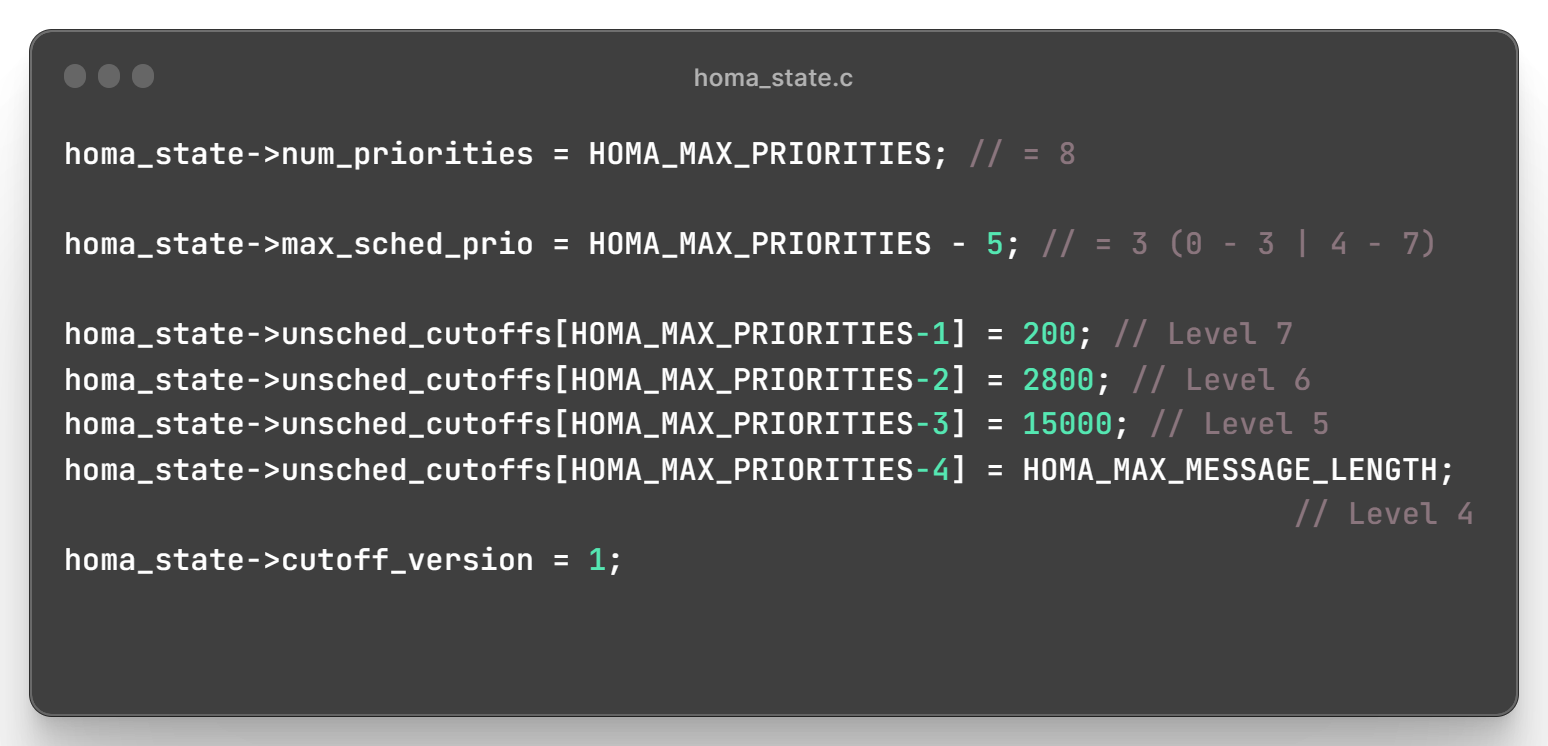 homa_state.c
homa_state->num_priorities = HOMA_MAX_PRIORITIES; // = 8
homa_state->max_sched_prio = HOMA_MAX_PRIORITIES - 5; // = 3 (0 - 3 | 4 - 7)
homa_state->unsched_cutoffs[HOMA_MAX_PRIORITIES-1] = 200; // Level 7
homa_state->unsched_cutoffs[HOMA_MAX_PRIORITIES-2] = 2800; // Level 6
homa_state->unsched_cutoffs[HOMA_MAX_PRIORITIES-3] = 15000; // Level 5
homa_state->unsched_cutoffs[HOMA_MAX_PRIORITIES-4] = HOMA_MAX_MESSAGE_LENGTH;
// Level 4
homa_state->cutoff_version = 1;